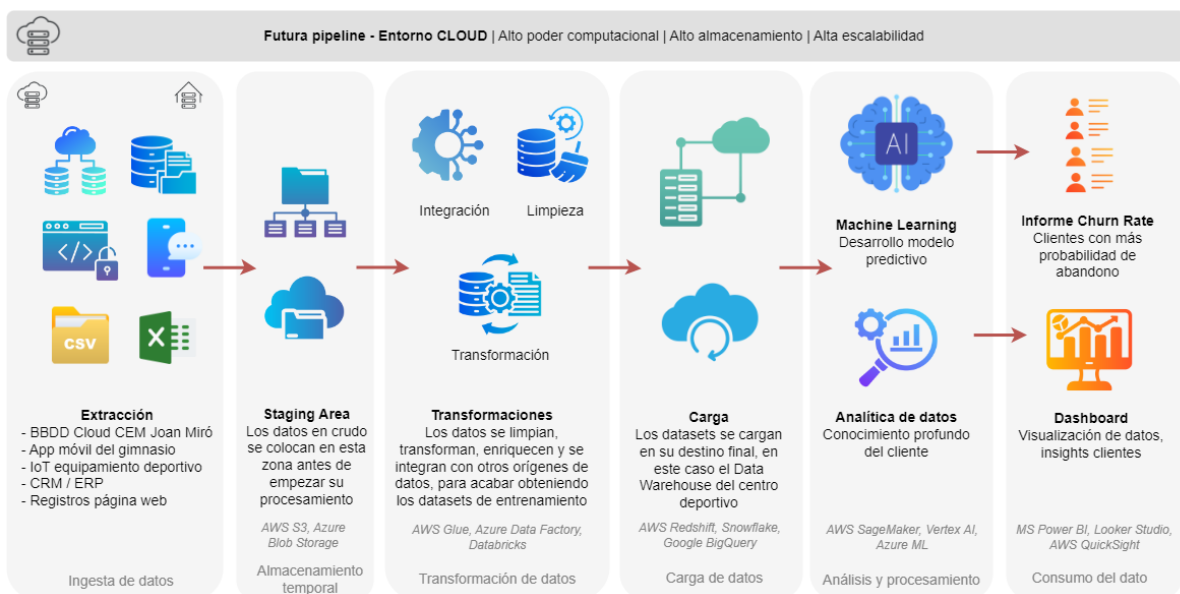 Futura pipeline - Entorno CLOUD | Alto poder computacional | Alto almacenamiento | Alta escalabilidad
</>
CSV
X
Extracción
- BBDD Cloud CEM Joan Miró
- App móvil del gimnasio
- IoT equipamiento deportivo
- CRM / ERP
- Registros página web
Ingesta de datos
Staging Area
Los datos en crudo
se colocan en esta
zona antes de
empezar su
procesamiento
AWS S3, Azure
Blob Storage
Almacenamiento
temporal
Integración
Limpieza
Transformación
Transformaciones
Los datos se limpian,
transforman, enriquecen y se
integran con otros orígenes de
datos, para acabar obteniendo
los datasets de entrenamiento
AWS Glue, Azure Data Factory,
Databricks
Transformación de datos
Carga
Los datasets se cargan
en su destino final, en
este caso el Data
Warehouse del centro
deportivo
AWS Redshift, Snowflake,
Google BigQuery
Carga de datos
AI
Machine Learning
Desarrollo modelo
predictivo
Analítica de datos
Conocimiento profundo
del cliente
AWS SageMaker, Vertex AI,
Azure ML
Análisis y procesamiento
Informe Churn Rate
Clientes con más
probabilidad de
abandono
Dashboard
Visualización de datos,
insights clientes
MS Power BI, Looker Studio,
AWS QuickSight
Consumo del dato